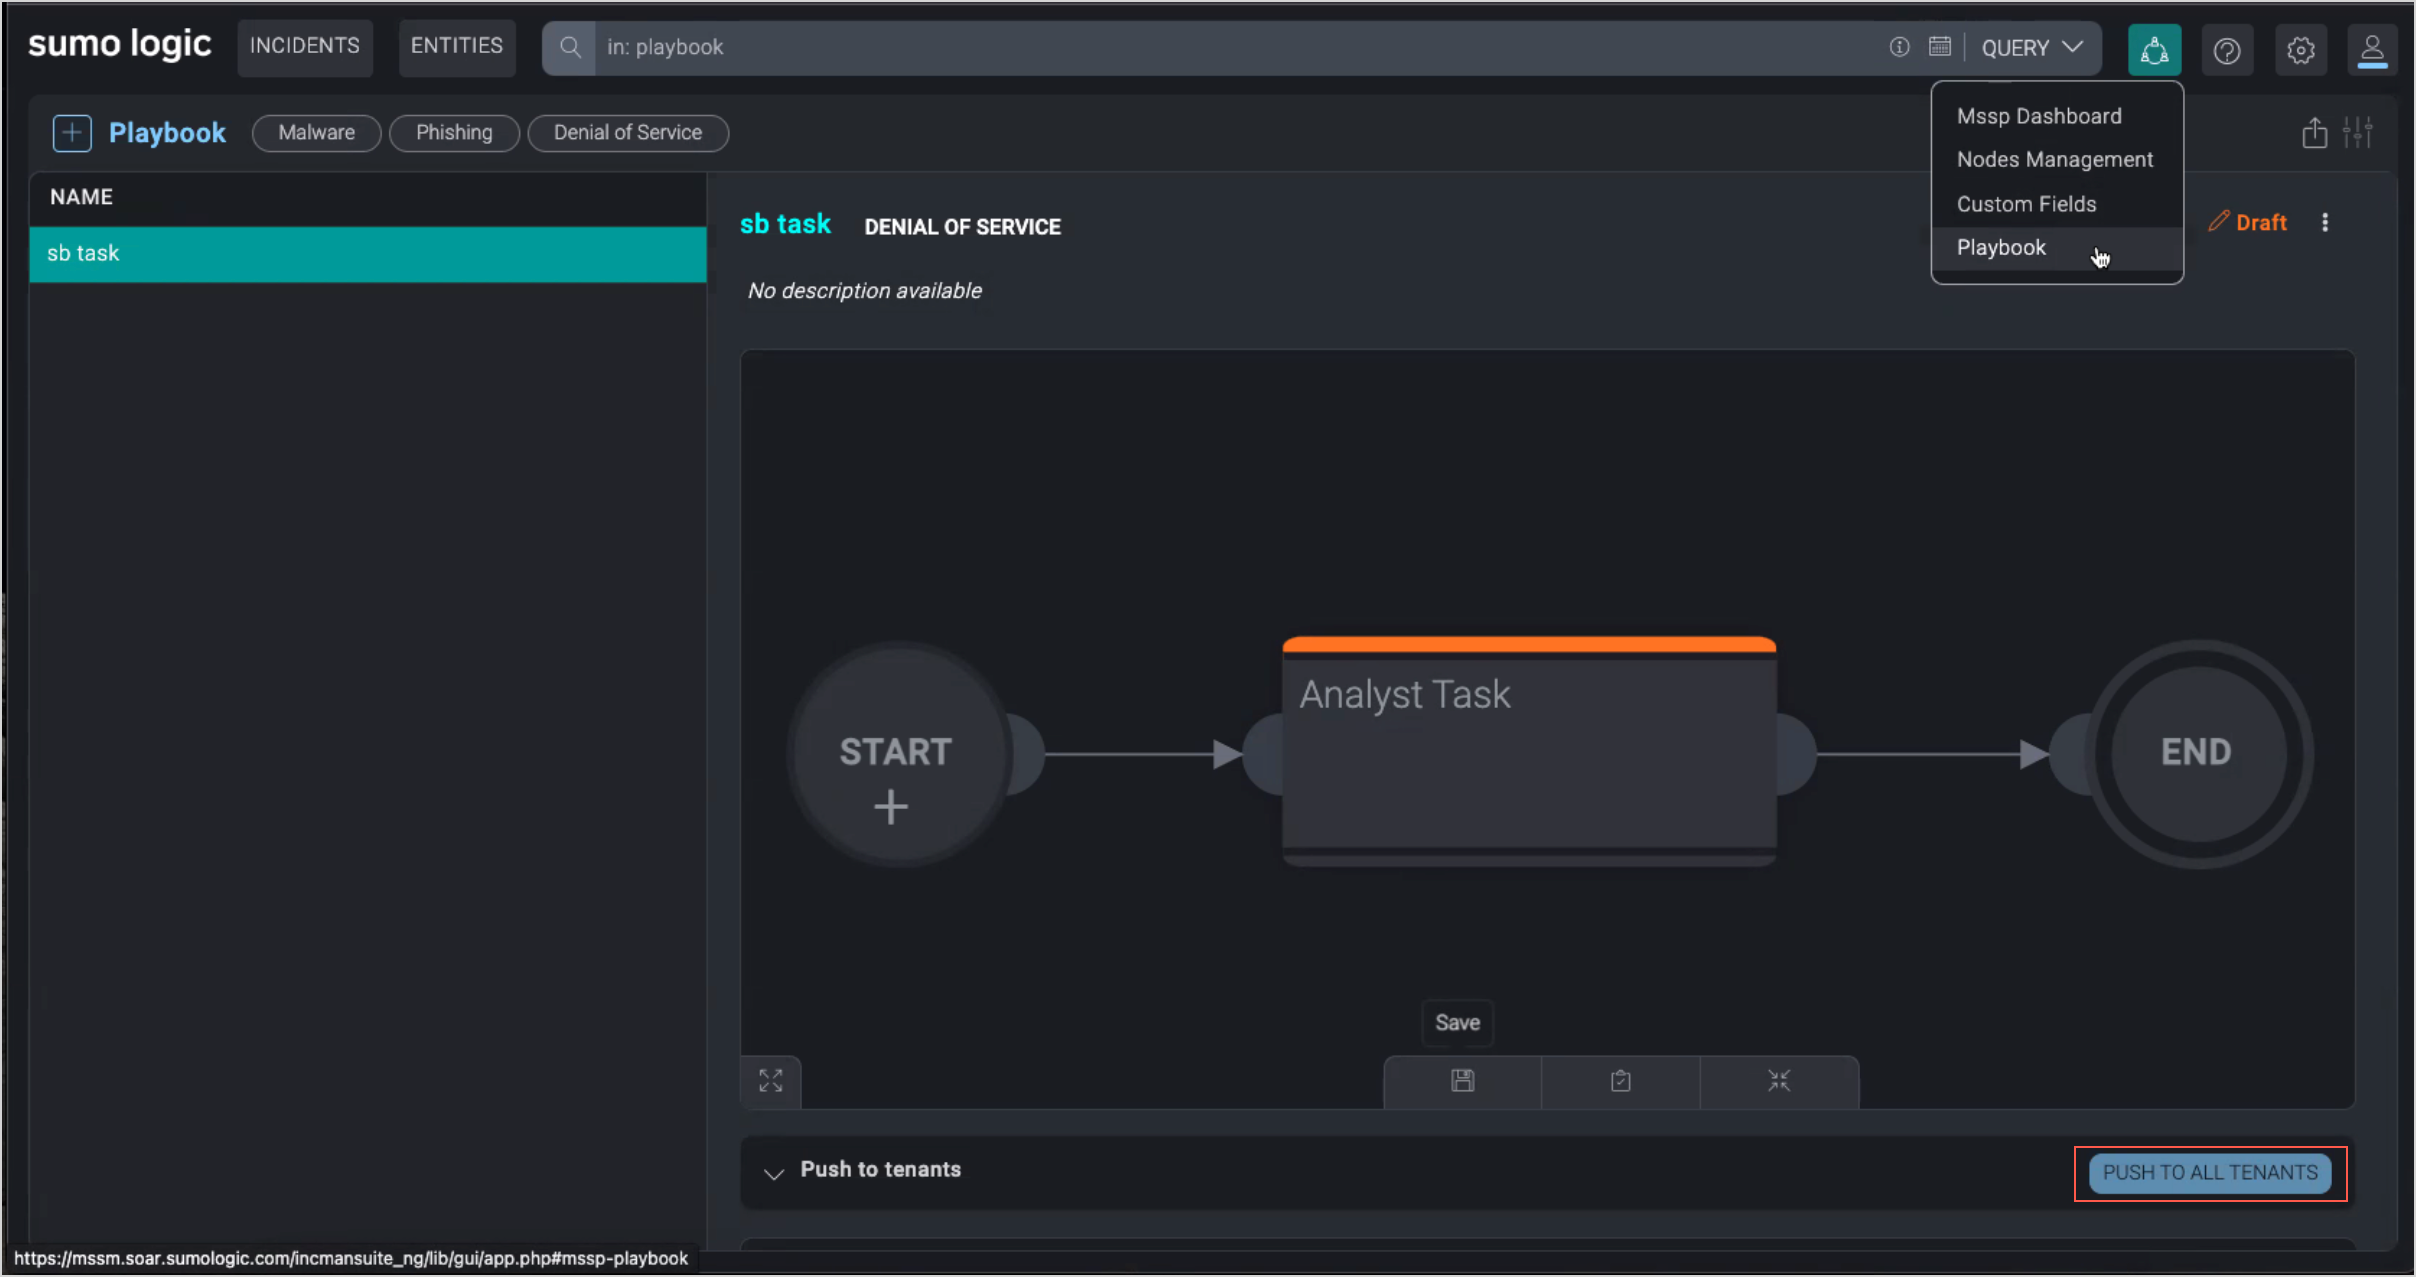 sumo logic
INCIDENTS
ENTITIES
in: playbook
QUERY
Mssp Dashboard
Nodes Management
Custom Fields
Playbook
Playbook
Malware
Phishing
Denial of Service
NAME
sb task
sb task
DENIAL OF SERVICE
Draft
No description available
START
Analyst Task
END
Save
Push to tenants
PUSH TO ALL TENANTS
https://mssm.soar.sumologic.com/incmansuite_ng/lib/gui/app.php#mssp-playbook